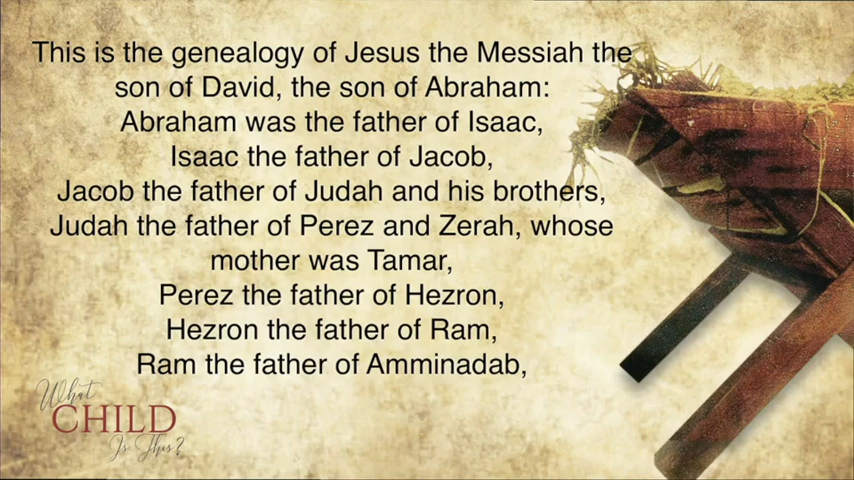 This is the genealogy of Jesus the Messiah the
son of David, the son of Abraham:
Abraham was the father of Isaac,
Isaac the father of Jacob,
Jacob the father of Judah and his brothers,
Judah the father of Perez and Zerah, whose
mother was Tamar,
Perez the father of Hezron,
Hezron the father of Ram,
Ram the father of Amminadab,
What
CHILD
Is This?